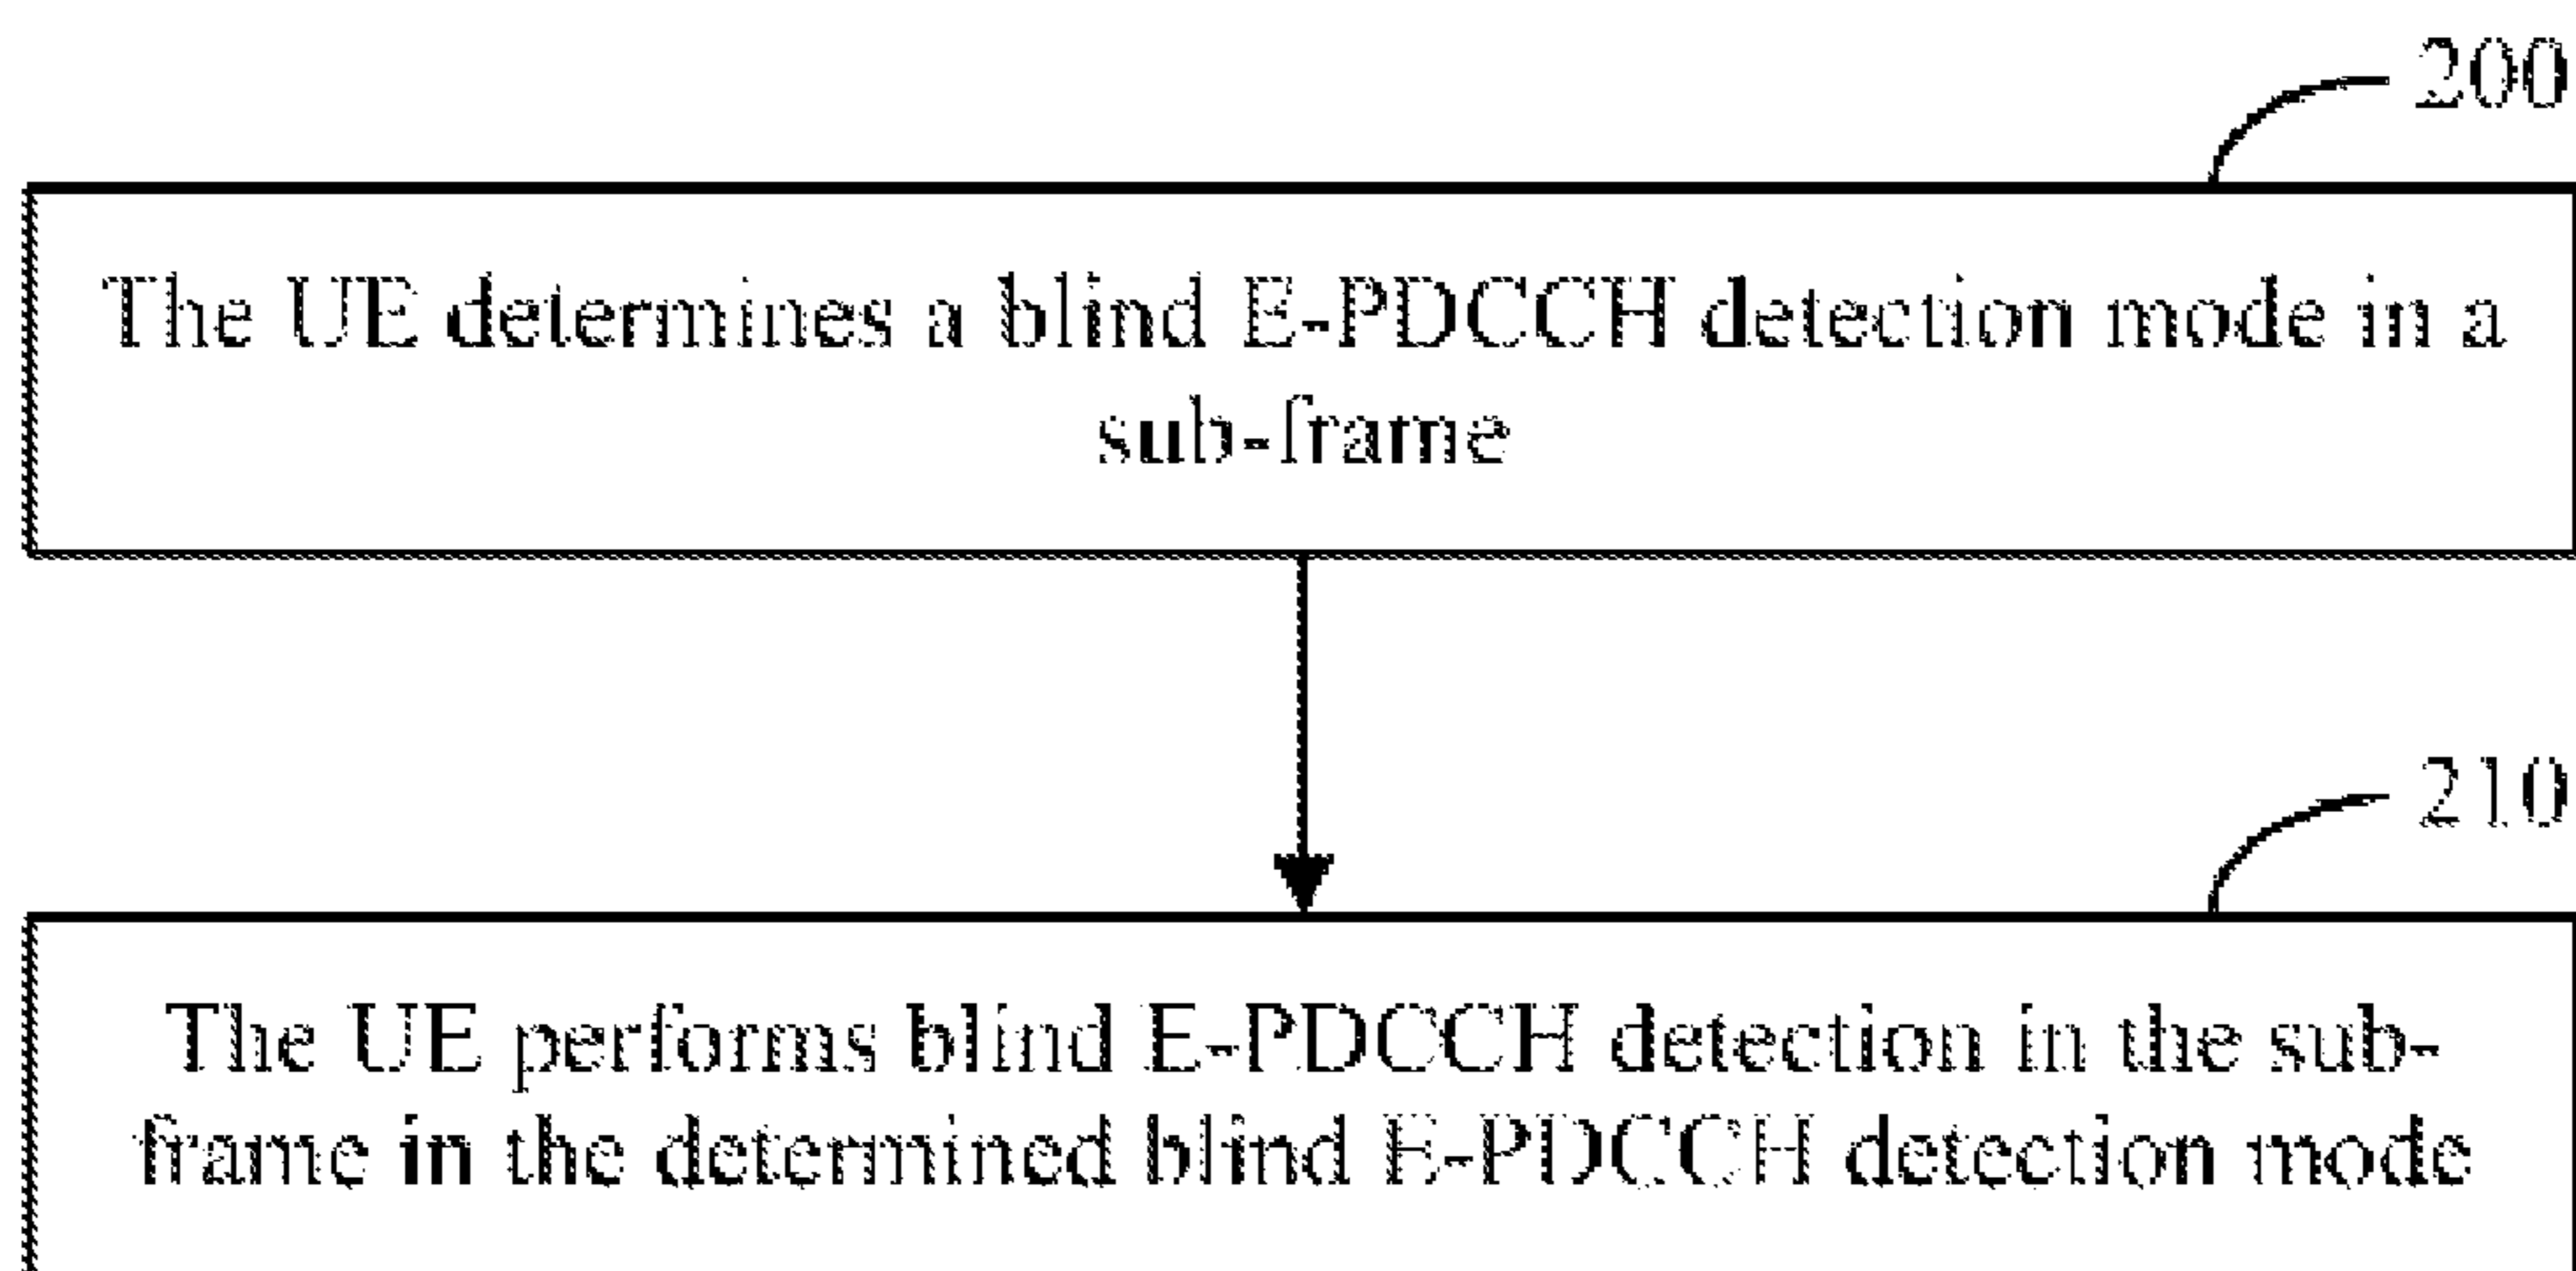 200
The UE determines a blind E-PDCCH detection mode in a
sub-frame
210
The UE performs blind E-PDCCH detection in the sub-
frame in the determined blind E-PDCCH detection mode